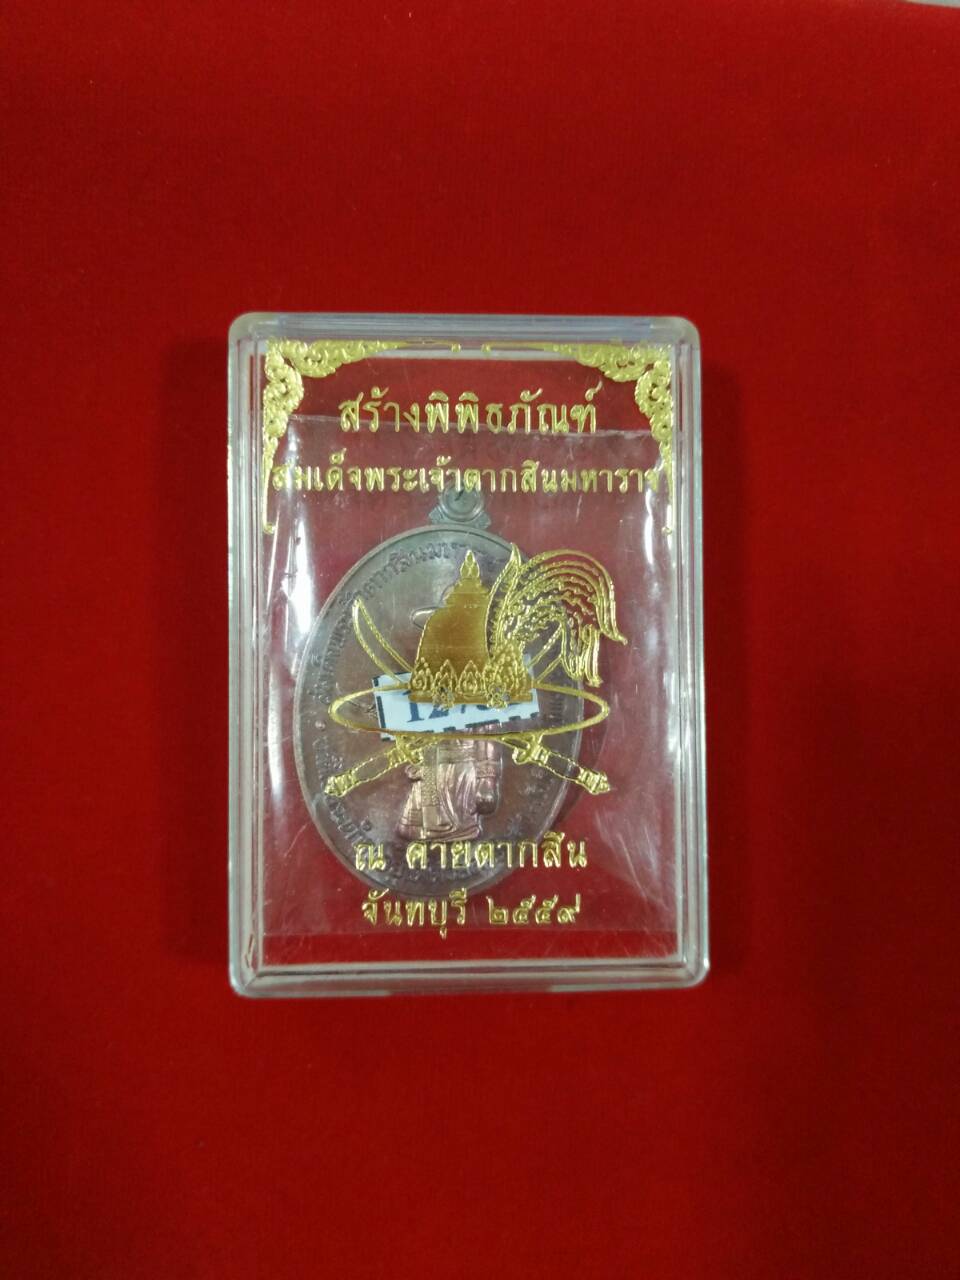 สร้างพิพิธภัณฑ์
สมเด็จพระเจ้าตากสินมหาราช
ณ ค่ายตากสิน
จันทบุรี ๒๕๕๙